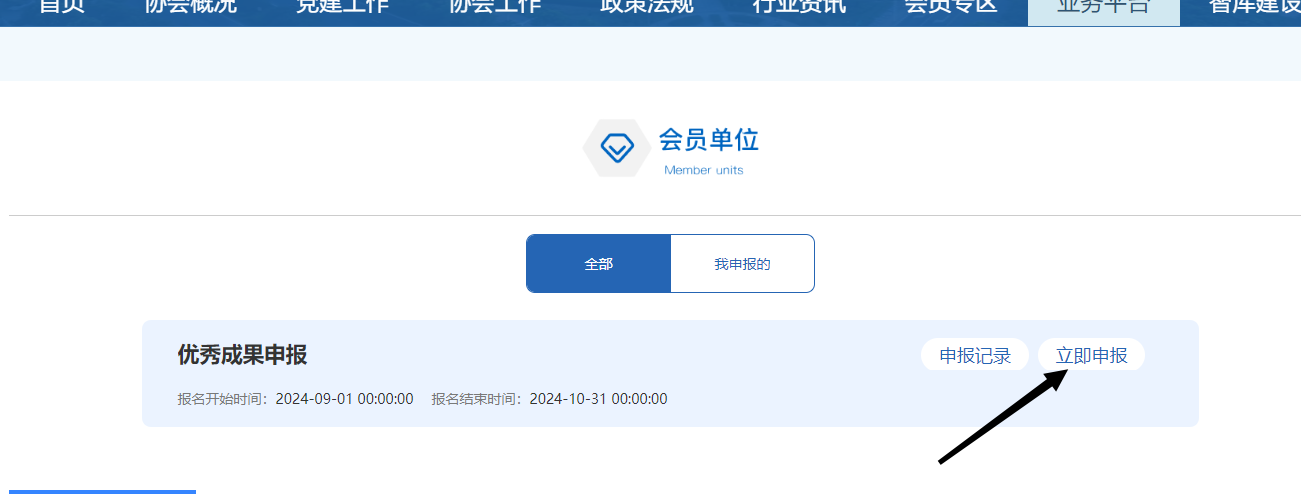 首页 协会概况 党建工作 协会工作 政策法规 行业资讯 会员专区 业务平台 智库建设
会员单位
Member units
全部 我申报的
优秀成果申报 申报记录 立即申报
报名开始时间：2024-09-01 00:00:00 报名结束时间：2024-10-31 00:00:00